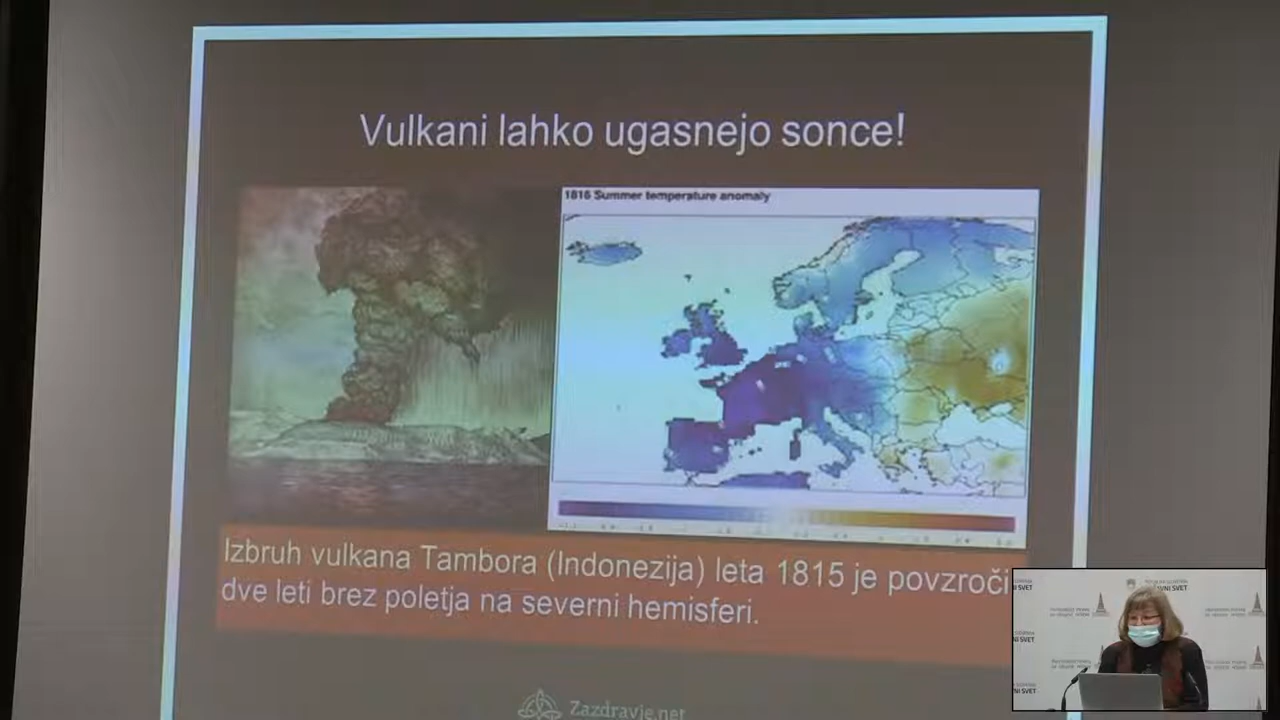 Vulkani lahko ugasnejo sonce!
1816 Summer temperature anomaly
Izbruh vulkana Tambora (Indonezija) leta 1815 je povzroči
dve leti brez poletja na severni hemisferi.
Zazdravje.net